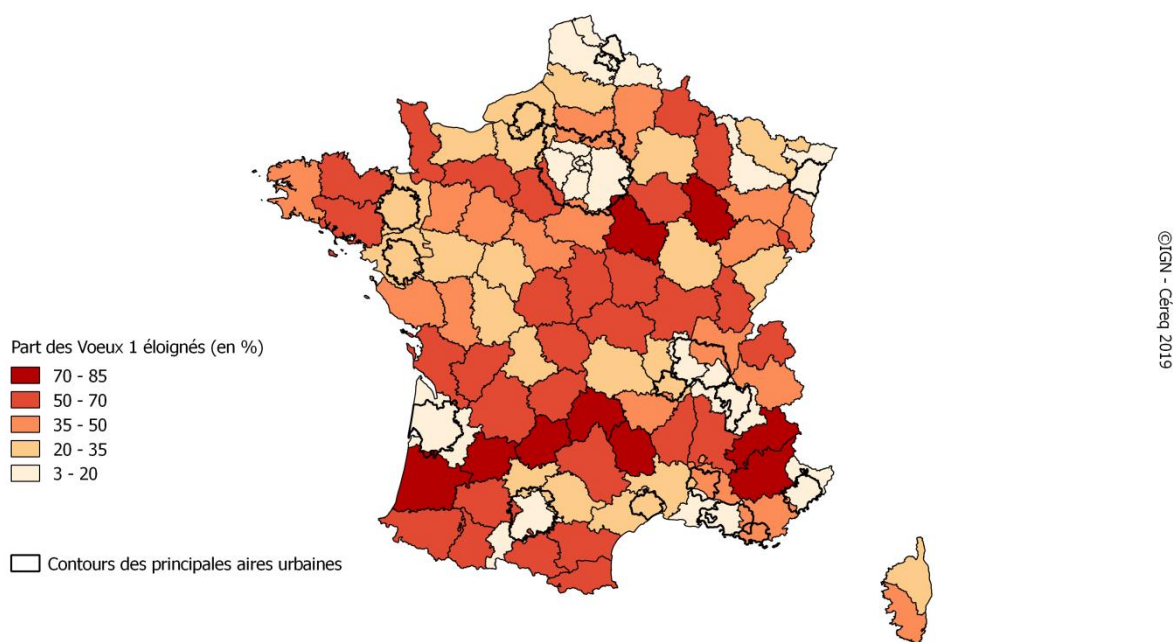 Part des Voeux 1 éloignés (en %)
70 - 85
50 - 70
35 - 50
20 - 35
3 - 20
Contours des principales aires urbaines
©IGN - Céreq 2019